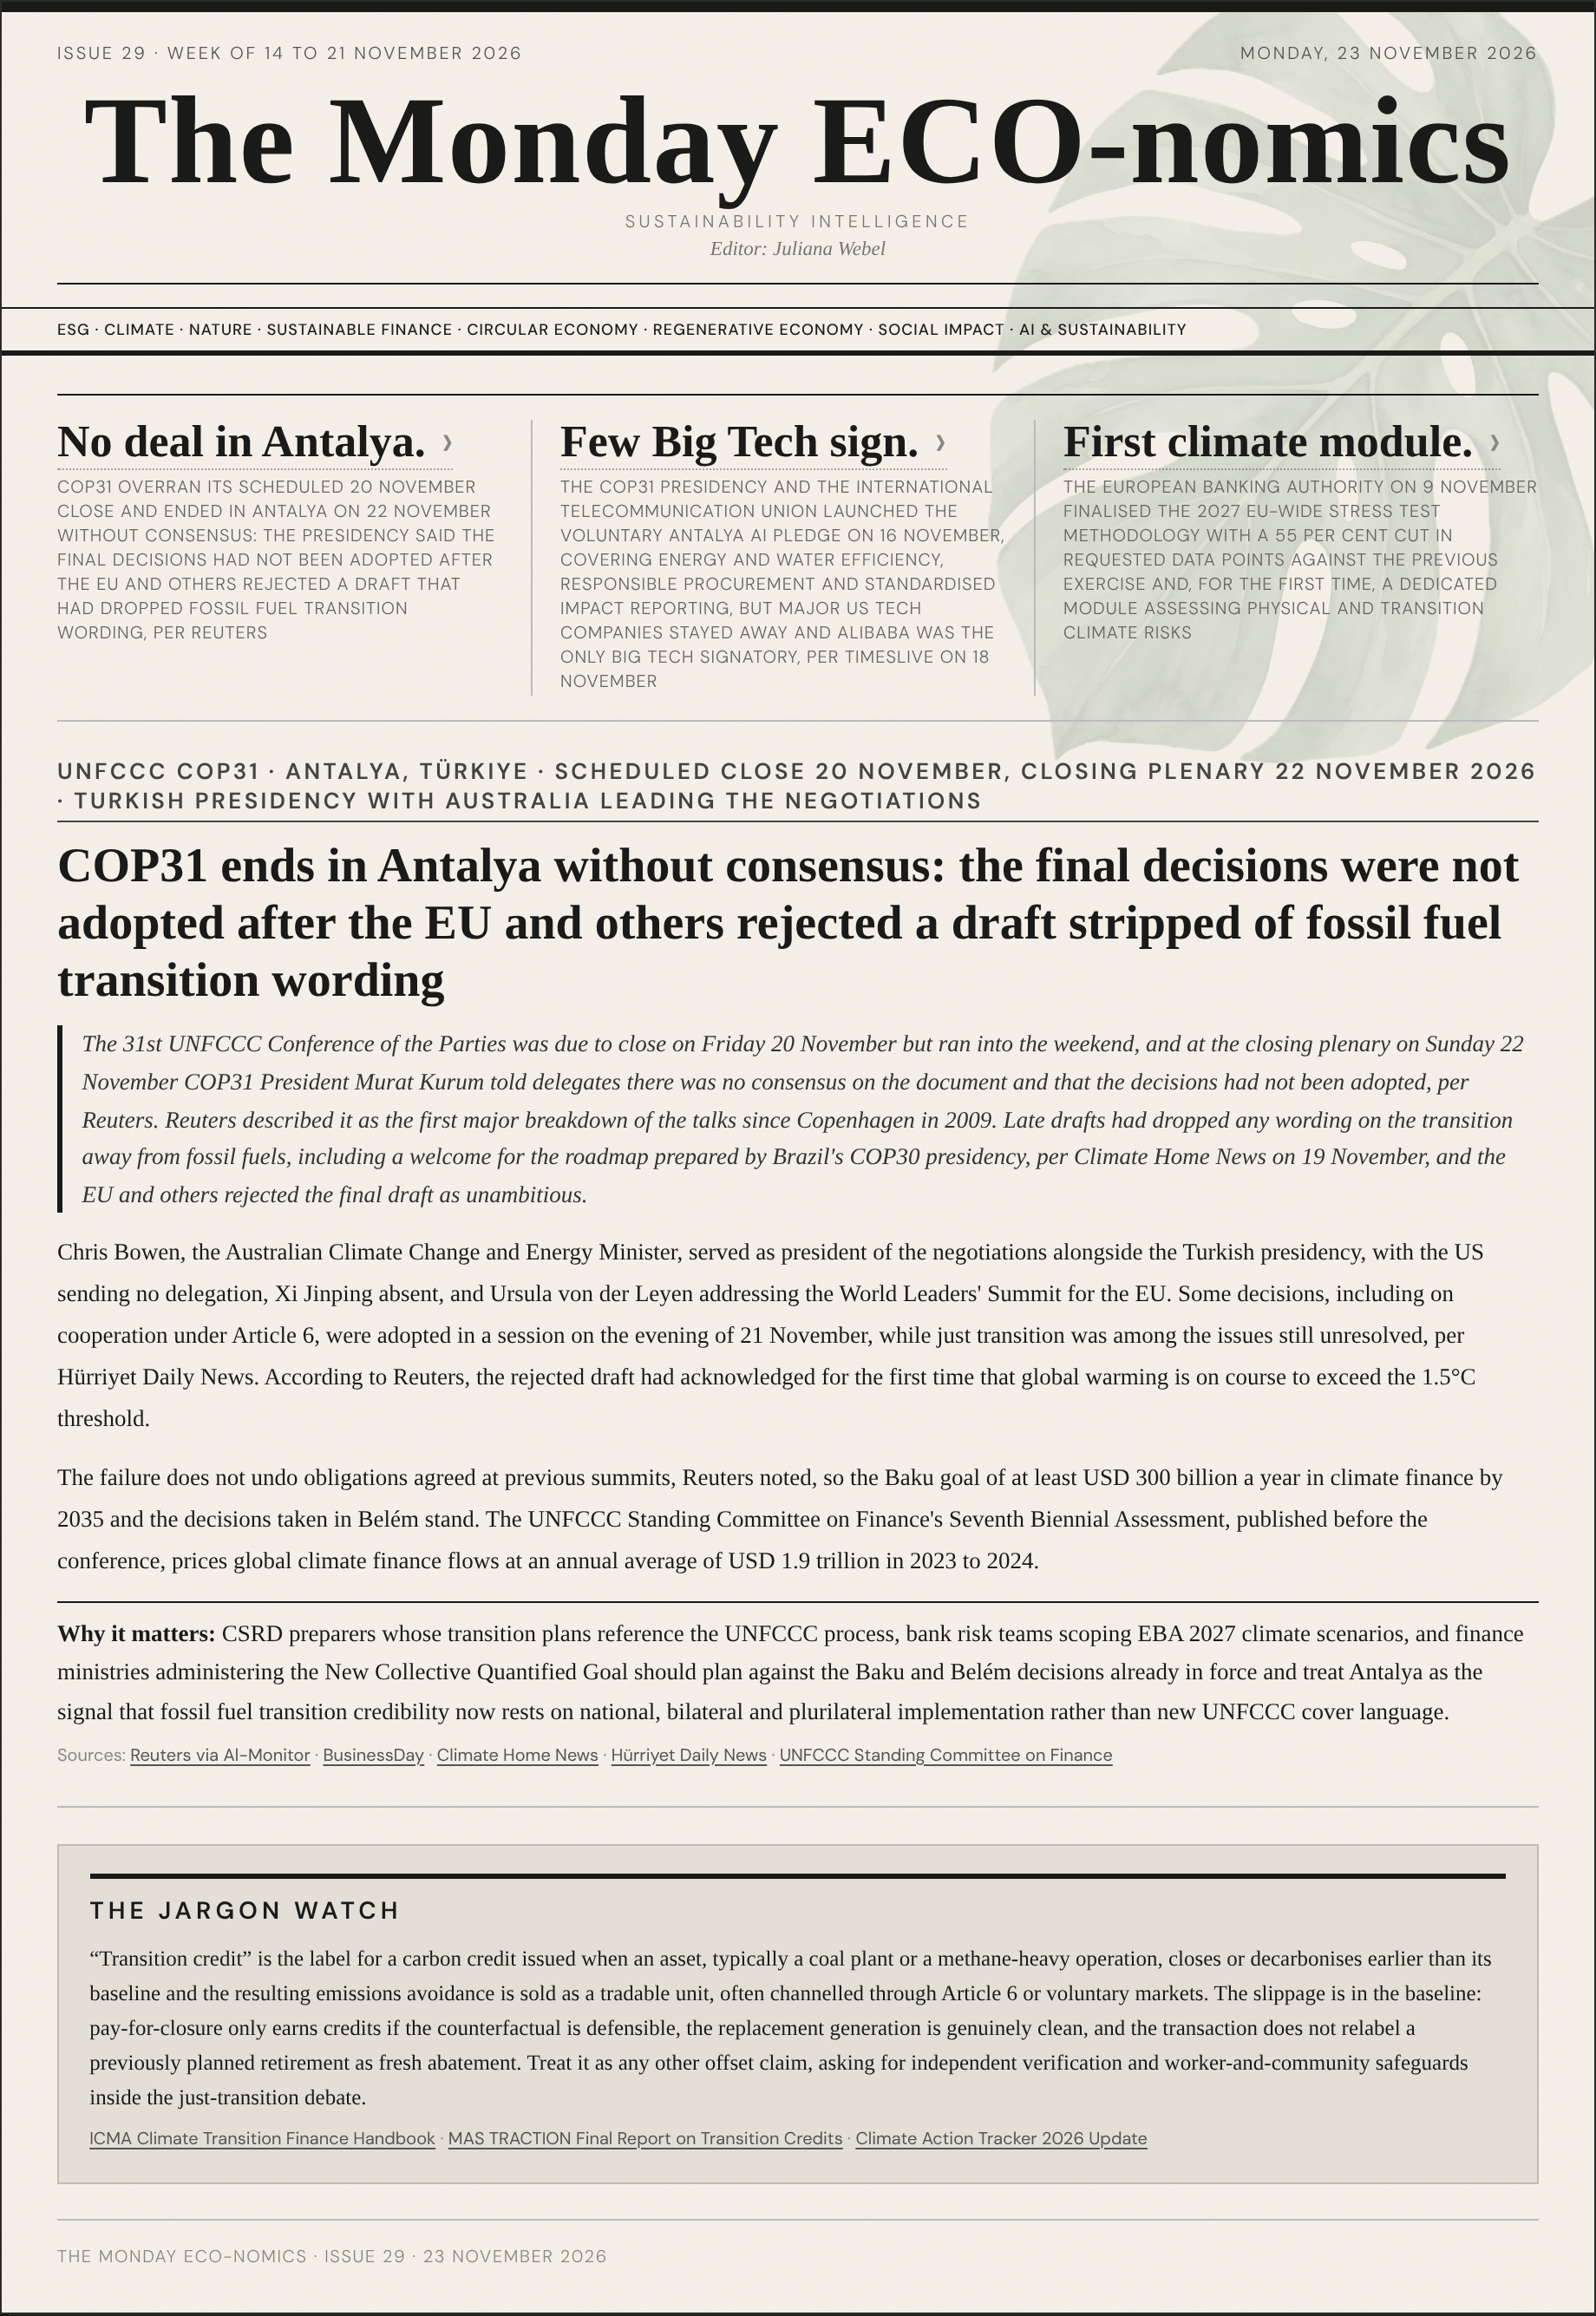 ISSUE 29 · WEEK OF 14 TO 21 NOVEMBER 2026
MONDAY, 23 NOVEMBER 2026
The Monday ECO-nomics
SUSTAINABILITY INTELLIGENCE
Editor: Juliana Webel
ESG · CLIMATE · NATURE · SUSTAINABLE FINANCE · CIRCULAR ECONOMY · REGENERATIVE ECONOMY · SOCIAL IMPACT · AI & SUSTAINABILITY
No deal in Antalya. ›
COP31 OVERRAN ITS SCHEDULED 20 NOVEMBER
CLOSE AND ENDED IN ANTALYA ON 22 NOVEMBER
WITHOUT CONSENSUS: THE PRESIDENCY SAID THE
FINAL DECISIONS HAD NOT BEEN ADOPTED AFTER
THE EU AND OTHERS REJECTED A DRAFT THAT
HAD DROPPED FOSSIL FUEL TRANSITION
WORDING, PER REUTERS
Few Big Tech sign. ›
THE COP31 PRESIDENCY AND THE INTERNATIONAL
TELECOMMUNICATION UNION LAUNCHED THE
VOLUNTARY ANTALYA AI PLEDGE ON 16 NOVEMBER,
COVERING ENERGY AND WATER EFFICIENCY,
RESPONSIBLE PROCUREMENT AND STANDARDISED
IMPACT REPORTING, BUT MAJOR US TECH
COMPANIES STAYED AWAY AND ALIBABA WAS THE
ONLY BIG TECH SIGNATORY, PER TIMESLIVE ON 18
NOVEMBER
First climate module. ›
THE EUROPEAN BANKING AUTHORITY ON 9 NOVEMBER
FINALISED THE 2027 EU-WIDE STRESS TEST
METHODOLOGY WITH A 55 PER CENT CUT IN
REQUESTED DATA POINTS AGAINST THE PREVIOUS
EXERCISE AND, FOR THE FIRST TIME, A DEDICATED
MODULE ASSESSING PHYSICAL AND TRANSITION
CLIMATE RISKS
UNFCCC COP31 · ANTALYA, TÜRKIYE · SCHEDULED CLOSE 20 NOVEMBER, CLOSING PLENARY 22 NOVEMBER 2026
· TURKISH PRESIDENCY WITH AUSTRALIA LEADING THE NEGOTIATIONS
COP31 ends in Antalya without consensus: the final decisions were not
adopted after the EU and others rejected a draft stripped of fossil fuel
transition wording
The 31st UNFCCC Conference of the Parties was due to close on Friday 20 November but ran into the weekend, and at the closing plenary on Sunday 22
November COP31 President Murat Kurum told delegates there was no consensus on the document and that the decisions had not been adopted, per
Reuters. Reuters described it as the first major breakdown of the talks since Copenhagen in 2009. Late drafts had dropped any wording on the transition
away from fossil fuels, including a welcome for the roadmap prepared by Brazil's COP30 presidency, per Climate Home News on 19 November, and the
EU and others rejected the final draft as unambitious.
Chris Bowen, the Australian Climate Change and Energy Minister, served as president of the negotiations alongside the Turkish presidency, with the US
sending no delegation, Xi Jinping absent, and Ursula von der Leyen addressing the World Leaders' Summit for the EU. Some decisions, including on
cooperation under Article 6, were adopted in a session on the evening of 21 November, while just transition was among the issues still unresolved, per
Hürriyet Daily News. According to Reuters, the rejected draft had acknowledged for the first time that global warming is on course to exceed the 1.5°C
threshold.
The failure does not undo obligations agreed at previous summits, Reuters noted, so the Baku goal of at least USD 300 billion a year in climate finance by
2035 and the decisions taken in Belém stand. The UNFCCC Standing Committee on Finance's Seventh Biennial Assessment, published before the
conference, prices global climate finance flows at an annual average of USD 1.9 trillion in 2023 to 2024.
Why it matters: CSRD preparers whose transition plans reference the UNFCCC process, bank risk teams scoping EBA 2027 climate scenarios, and finance
ministries administering the New Collective Quantified Goal should plan against the Baku and Belém decisions already in force and treat Antalya as the
signal that fossil fuel transition credibility now rests on national, bilateral and plurilateral implementation rather than new UNFCCC cover language.
Sources: Reuters via Al-Monitor · BusinessDay · Climate Home News · Hürriyet Daily News · UNFCCC Standing Committee on Finance
THE JARGON WATCH
“Transition credit” is the label for a carbon credit issued when an asset, typically a coal plant or a methane-heavy operation, closes or decarbonises earlier than its
baseline and the resulting emissions avoidance is sold as a tradable unit, often channelled through Article 6 or voluntary markets. The slippage is in the baseline:
pay-for-closure only earns credits if the counterfactual is defensible, the replacement generation is genuinely clean, and the transaction does not relabel a
previously planned retirement as fresh abatement. Treat it as any other offset claim, asking for independent verification and worker-and-community safeguards
inside the just-transition debate.
ICMA Climate Transition Finance Handbook · MAS TRACTION Final Report on Transition Credits · Climate Action Tracker 2026 Update
THE MONDAY ECO-NOMICS · ISSUE 29 · 23 NOVEMBER 2026